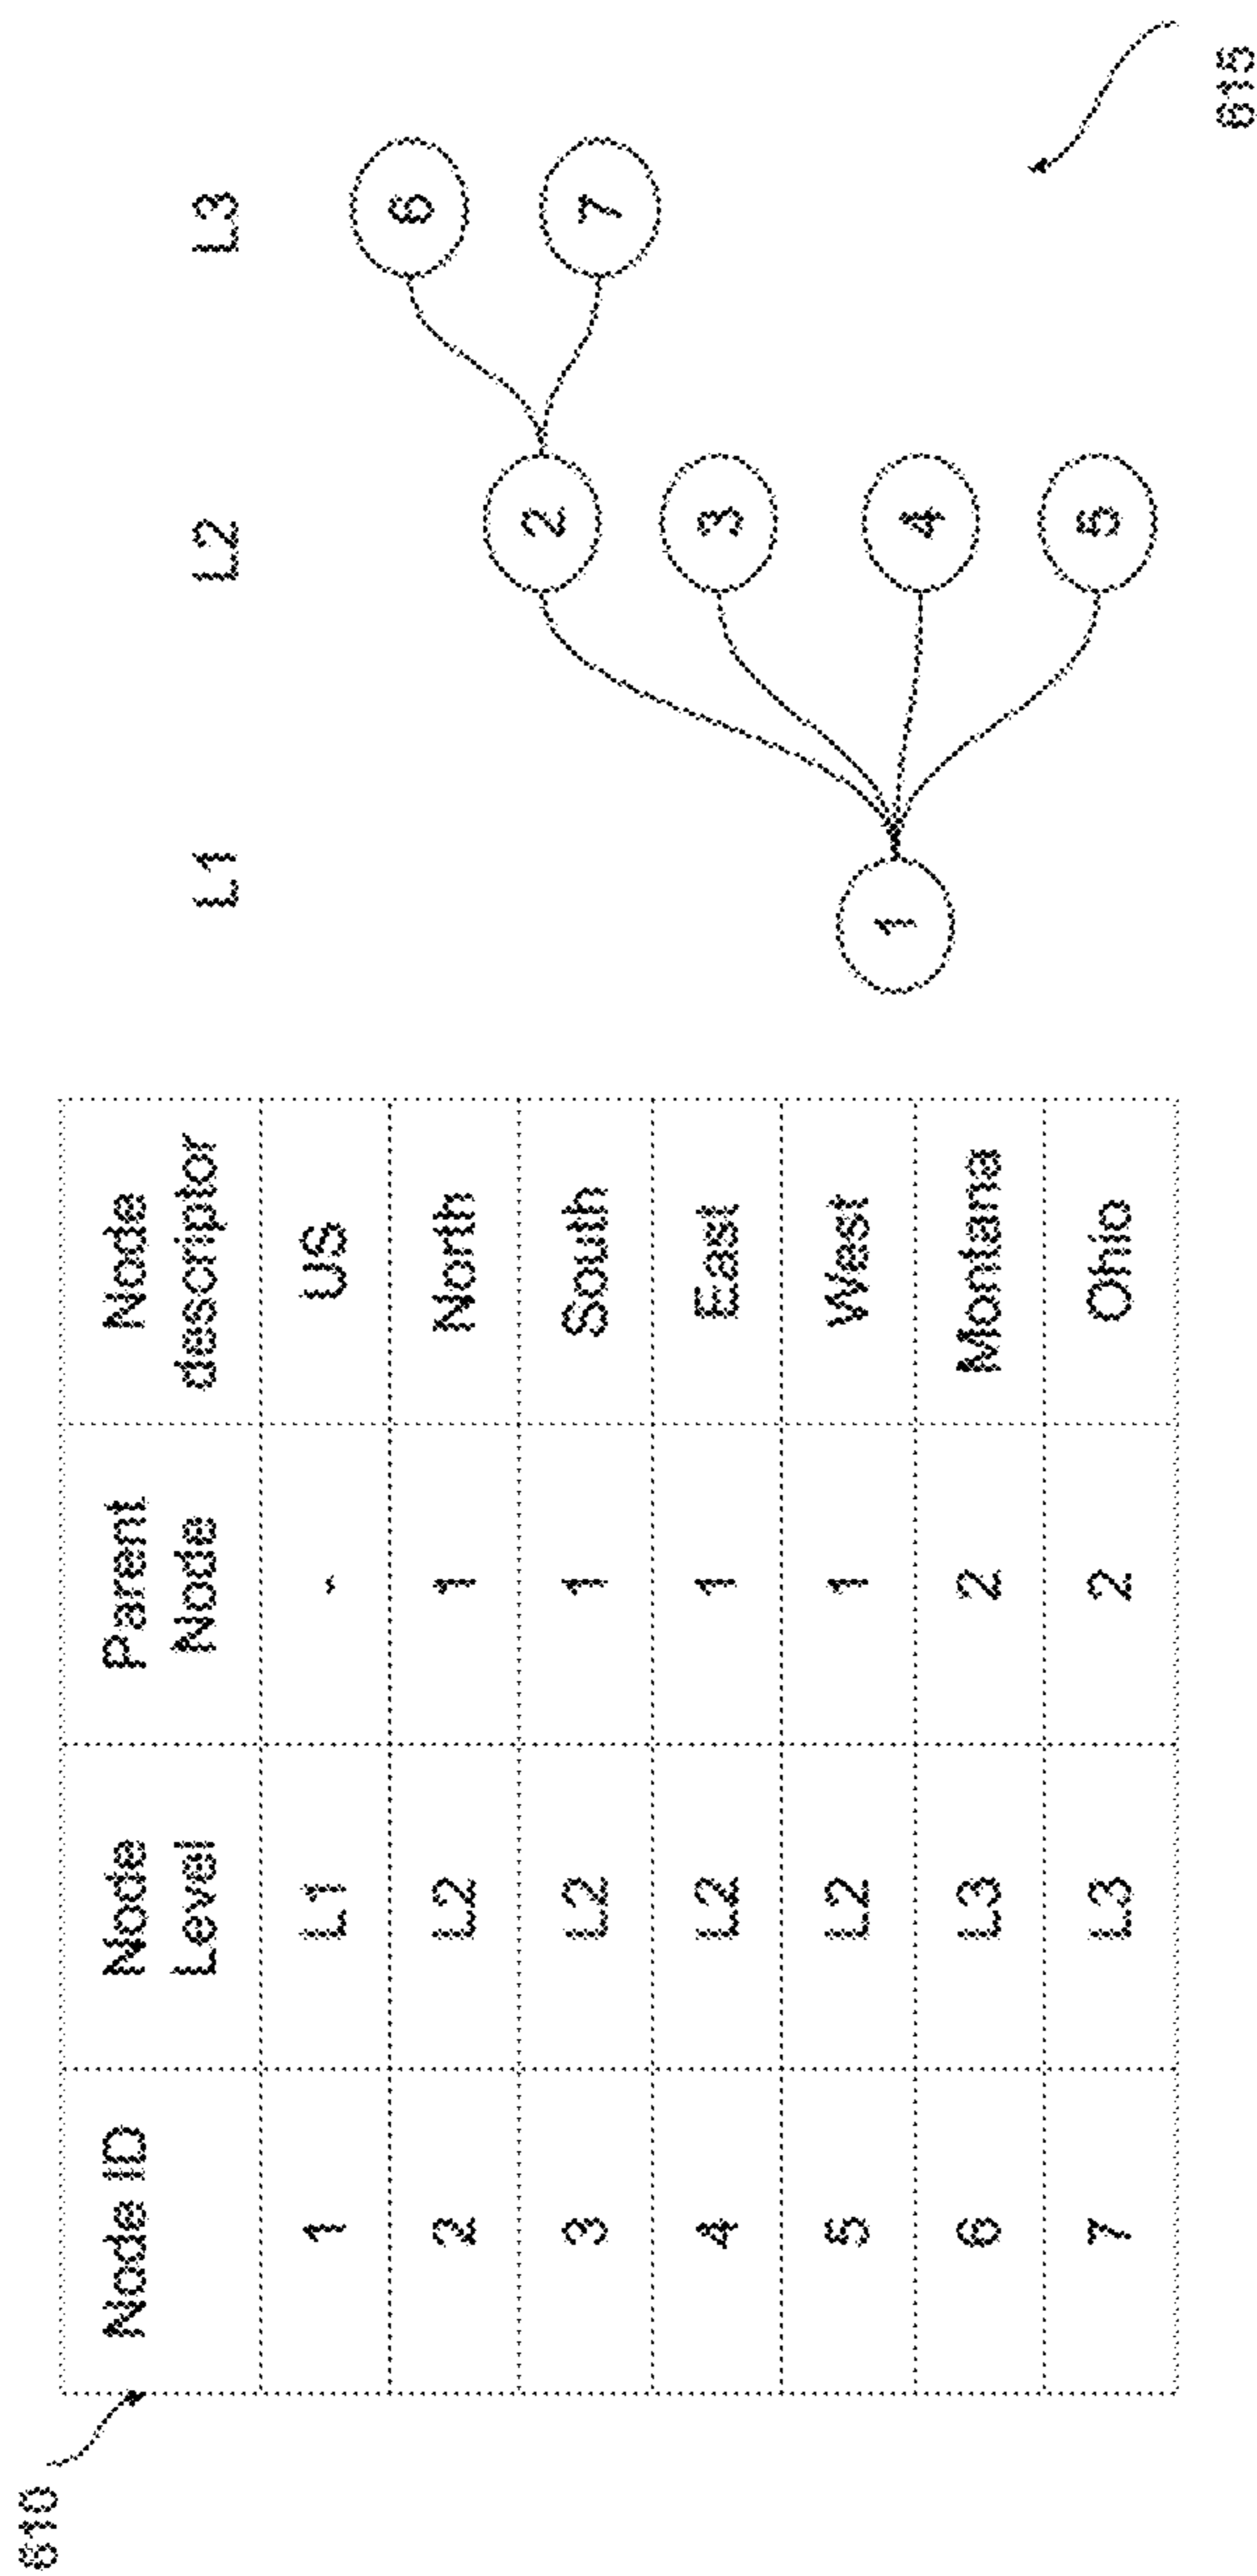 610
Node ID Node Level Parent Node Node descriptor
1 L1 - US
2 L2 1 North
3 L2 1 South
4 L2 1 East
5 L2 1 West
6 L3 2 Montana
7 L3 2 Ohio
L1 L2 L3
6
7
2
3
4
5
1
615